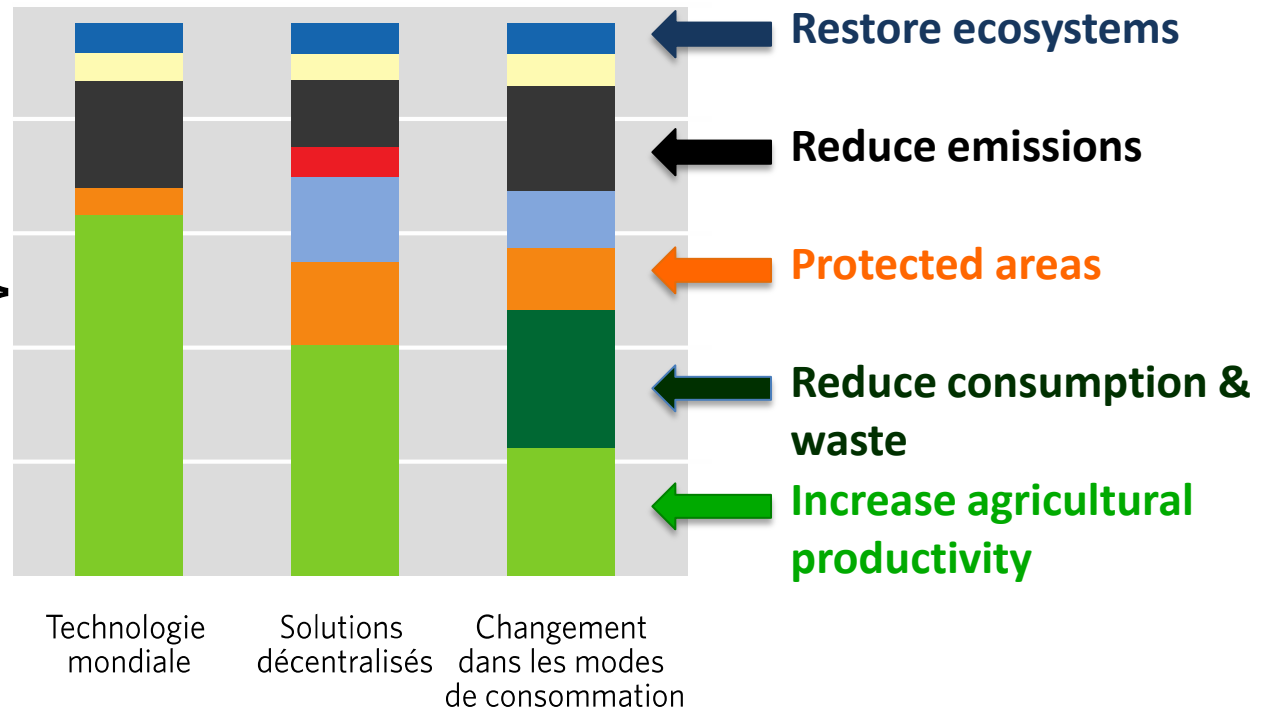 Restore ecosystems
Reduce emissions
Protected areas
Reduce consumption &
waste
Increase agricultural
productivity
Technologie
mondiale
Solutions
décentralisés
Changement
dans les modes
de consommation